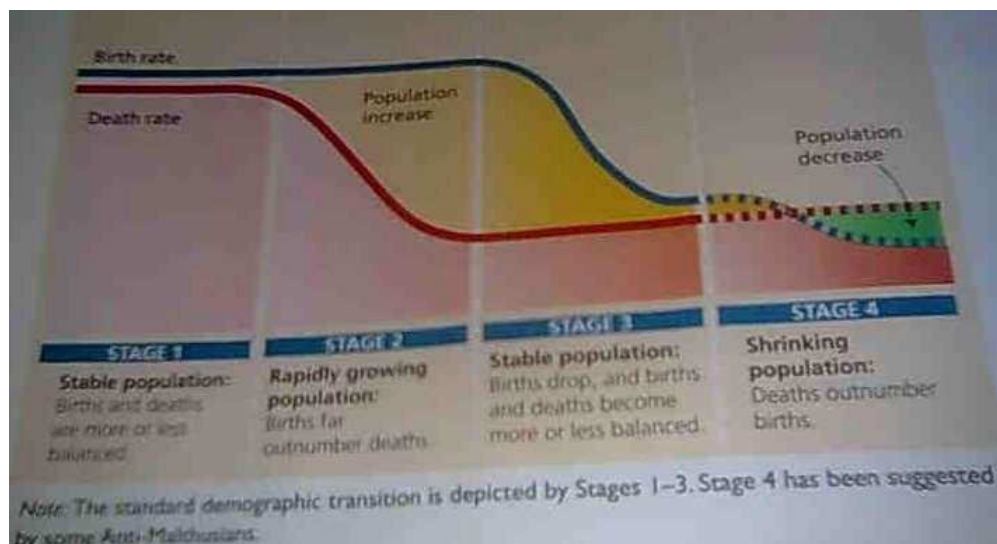 Birth rate
Death rate
Population
increase
Population
decrease
STAGE 1
Stable population:
Births and deaths
are more or less
balanced
STAGE 2
Rapidly growing
population:
Births far
outnumber deaths.
STAGE 3
Stable population:
Births drop, and births
and deaths become
more or less balanced.
STAGE 4
Shrinking
population:
Deaths outnumber
births.
Note: The standard demographic transition is depicted by Stages 1–3. Stage 4 has been suggested
by some Anti-Malthusians.